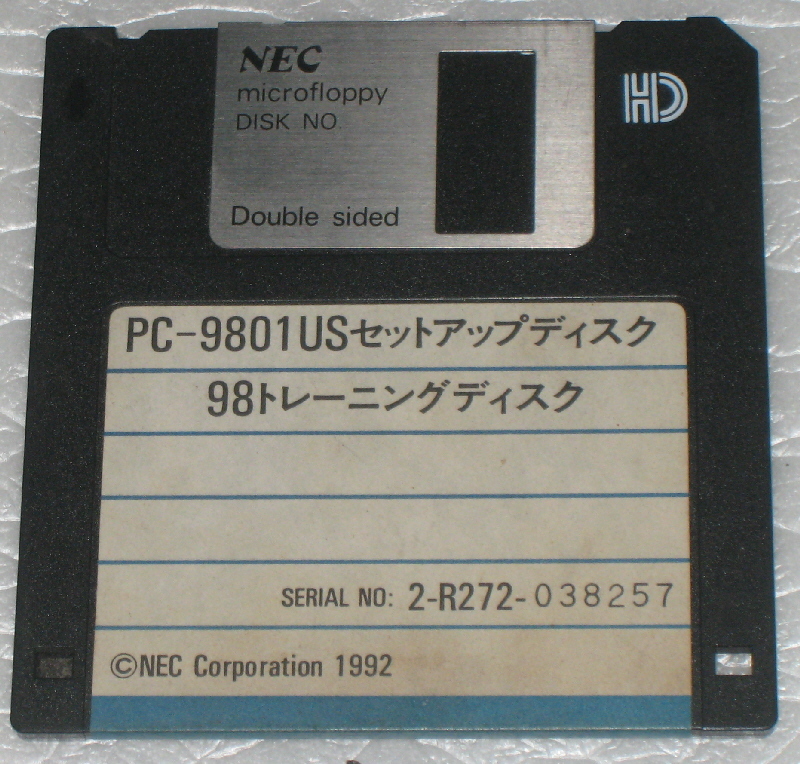 NEC
microfloppy
DISK NO.
Double sided
HD
PC-9801USセットアップディスク
98トレーニングディスク
SERIAL NO: 2-R272-038257
©NEC Corporation 1992